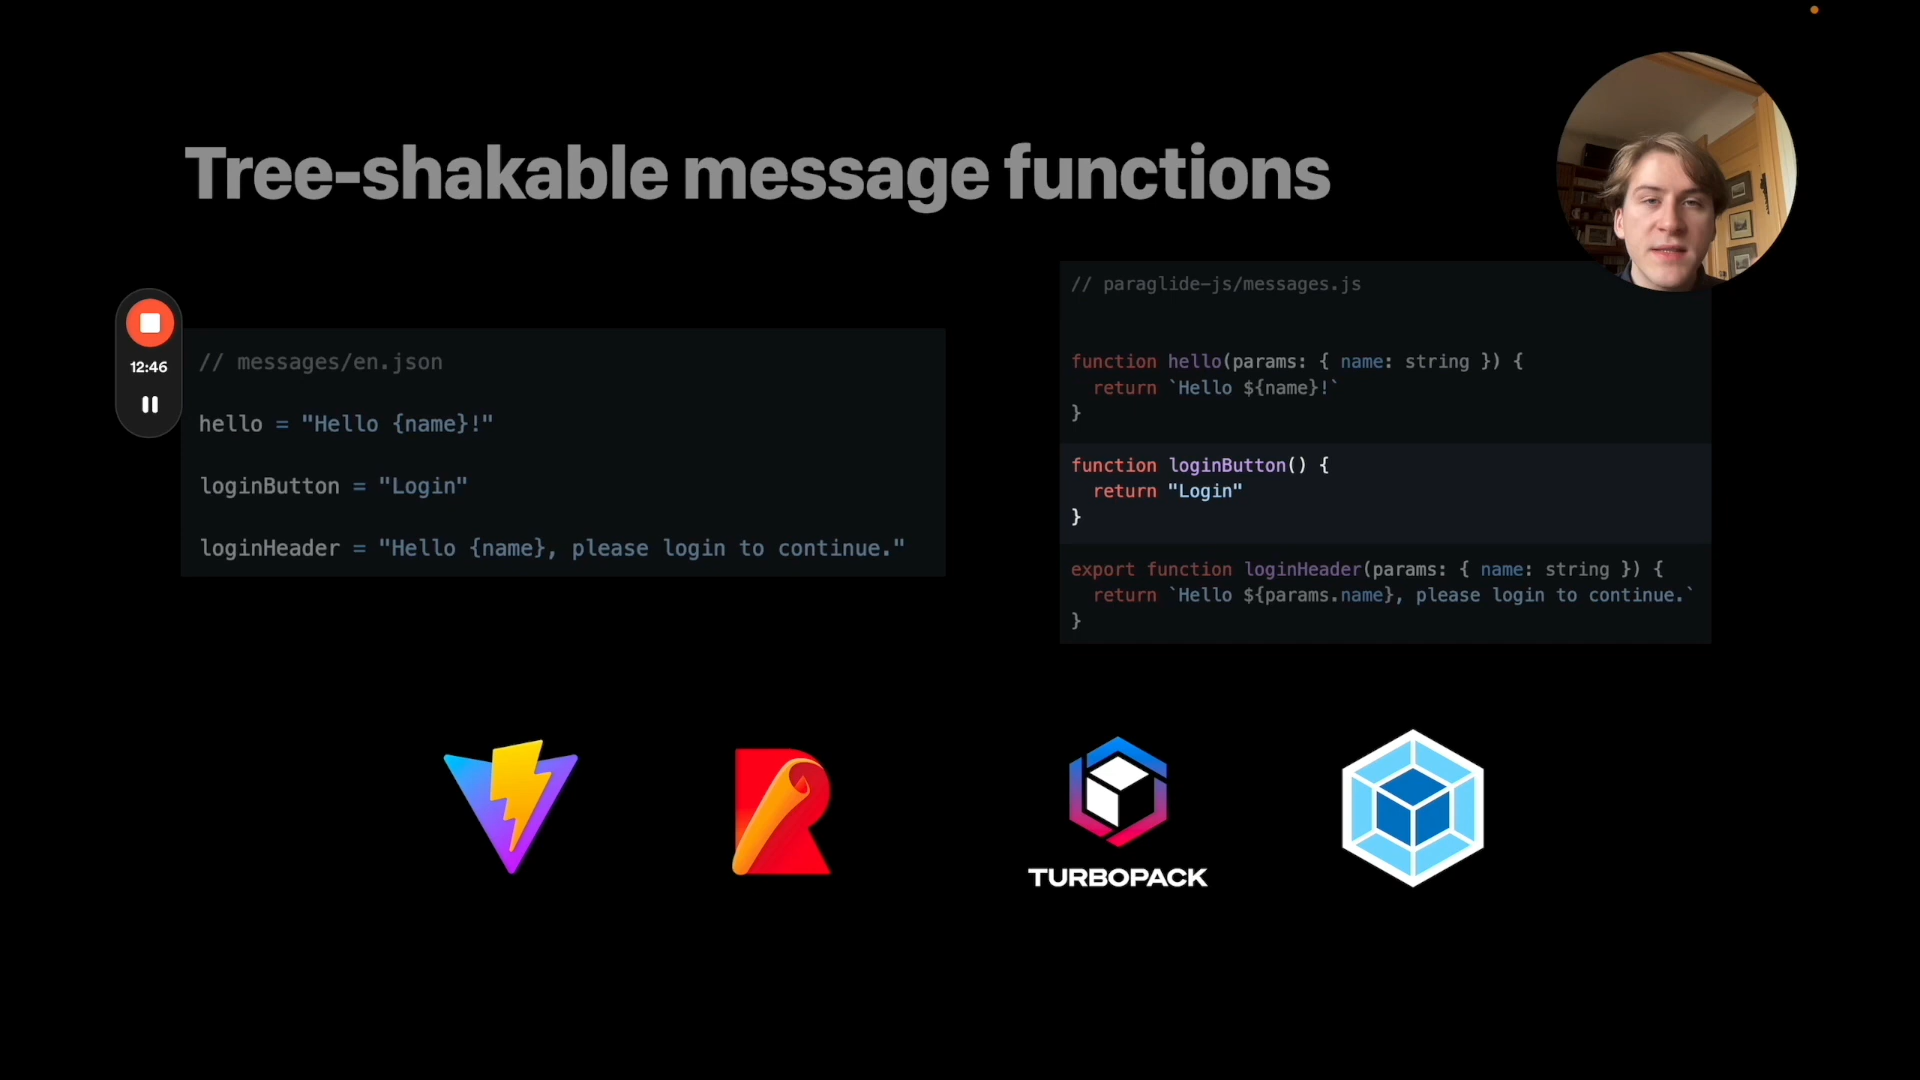 Tree-shakable message functions
12:46
// messages/en.json
hello = "Hello {name}!"
loginButton = "Login"
loginHeader = "Hello {name}, please login to continue."
// paraglide-js/messages.js
function hello(params: { name: string }) {
  return `Hello ${name}!`
}
function loginButton() {
  return "Login"
}
export function loginHeader(params: { name: string }) {
  return `Hello ${params.name}, please login to continue.`
}
TURBOPACK